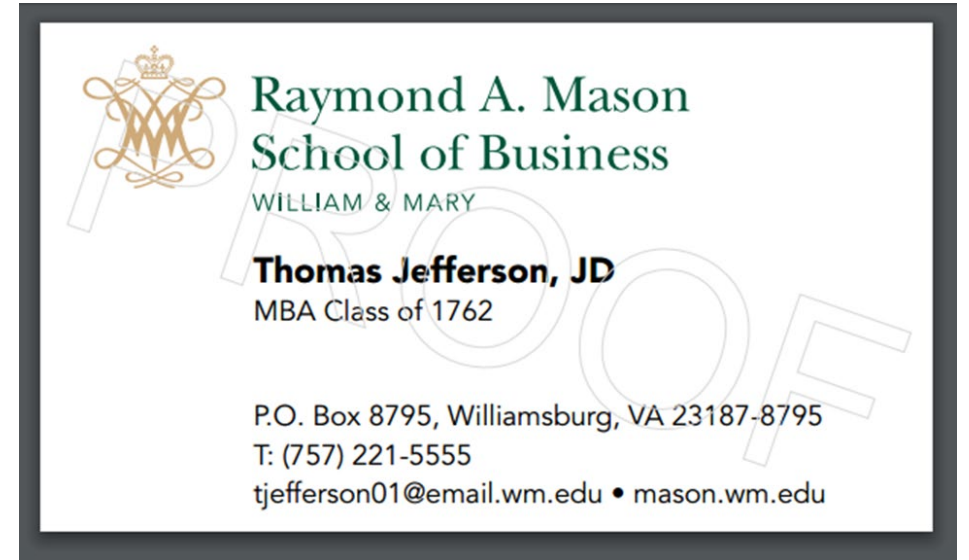 Raymond A. Mason
School of Business
WILLIAM & MARY
Thomas Jefferson, JD
MBA Class of 1762
P.O. Box 8795, Williamsburg, VA 23187-8795
T: (757) 221-5555
tjefferson01@email.wm.edu • mason.wm.edu
PROOF